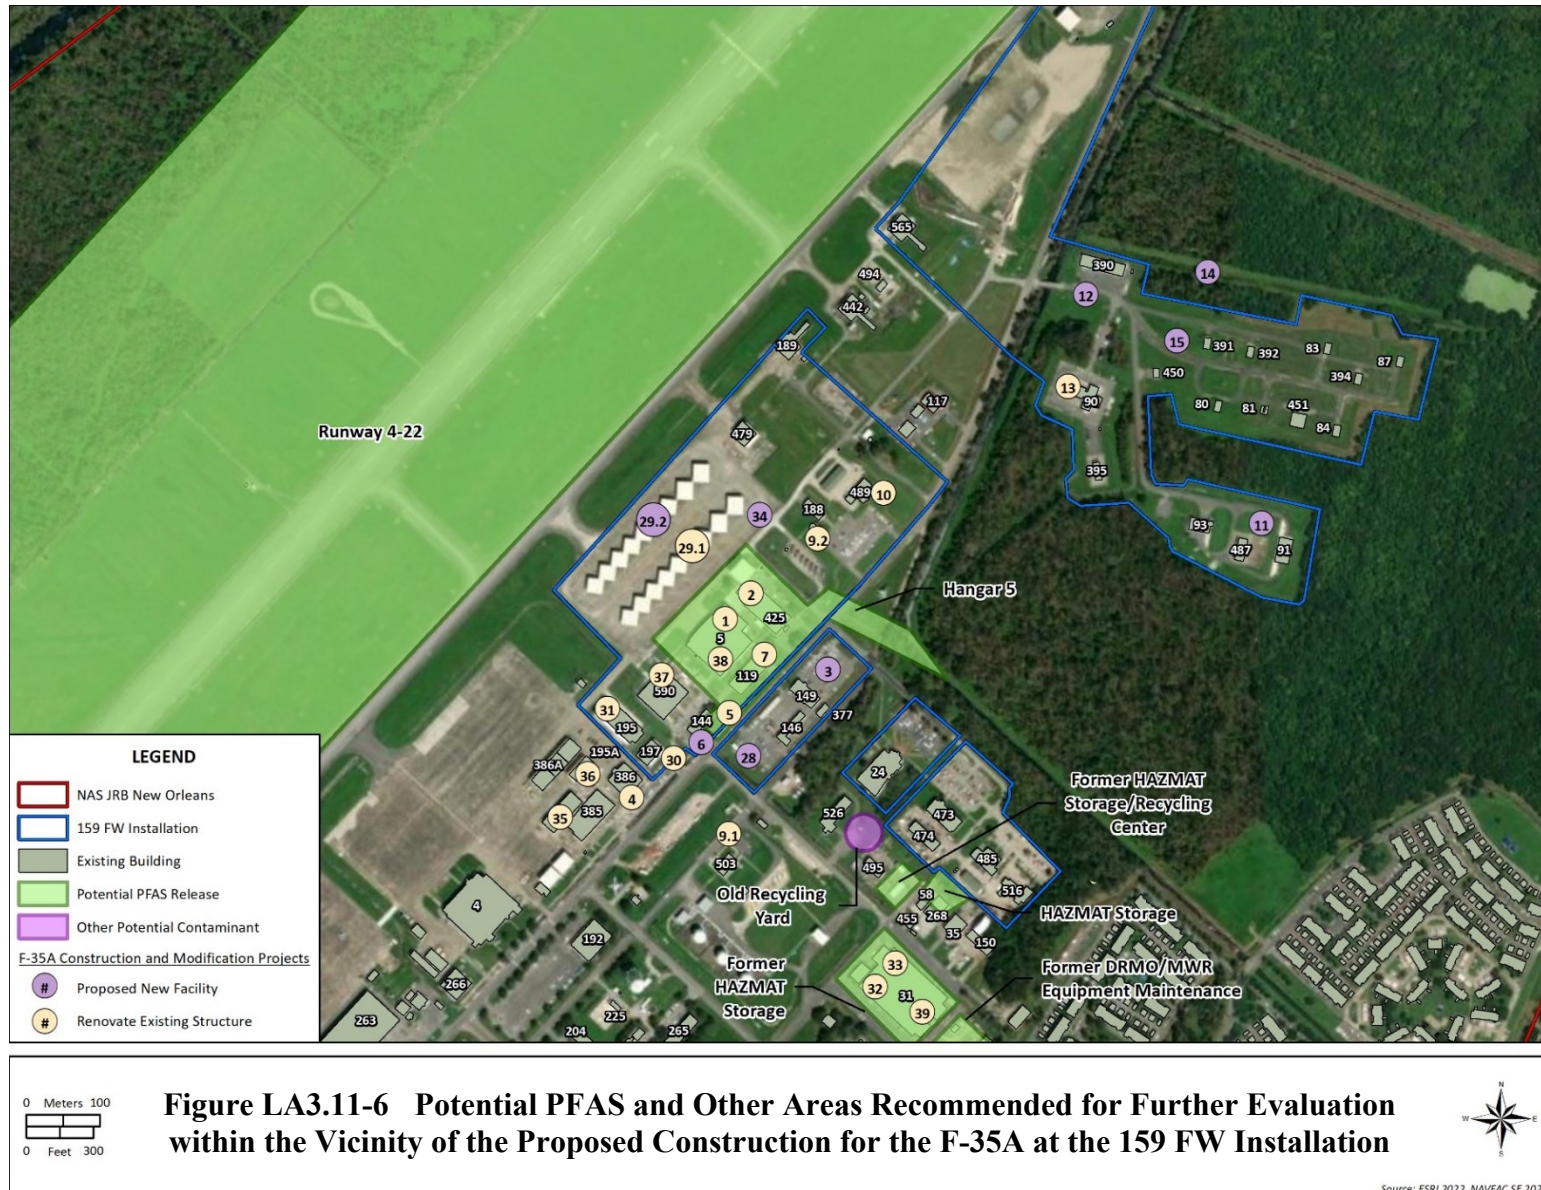 565
390
14
494
12
442
189
15
391
392
83
87
450
394
13
90
80
81
451
84
117
Runway 4-22
479
395
489
10
29.2
34
188
93
11
487
91
9.2
29.1
Hangar 5
2
1
425
5
38
7
119
3
37
590
149
377
31
195
144
5
146
6
28
195A
197
30
386A
36
386
4
24
Former HAZMAT
Storage/Recycling
Center
35
385
526
473
9.1
474
503
495
485
516
Old Recycling
Yard
58
HAZMAT Storage
4
455
268
35
150
192
Former
HAZMAT
Storage
33
32
31
39
Former DRMO/MWR
Equipment Maintenance
266
263
225
204
265
LEGEND
NAS JRB New Orleans
159 FW Installation
Existing Building
Potential PFAS Release
Other Potential Contaminant
F-35A Construction and Modification Projects
# Proposed New Facility
# Renovate Existing Structure
0 Meters 100
0 Feet 300
Figure LA3.11-6 Potential PFAS and Other Areas Recommended for Further Evaluation
within the Vicinity of the Proposed Construction for the F-35A at the 159 FW Installation
N
W
E
S
Source: ESRI 2022, NAVFAC SE